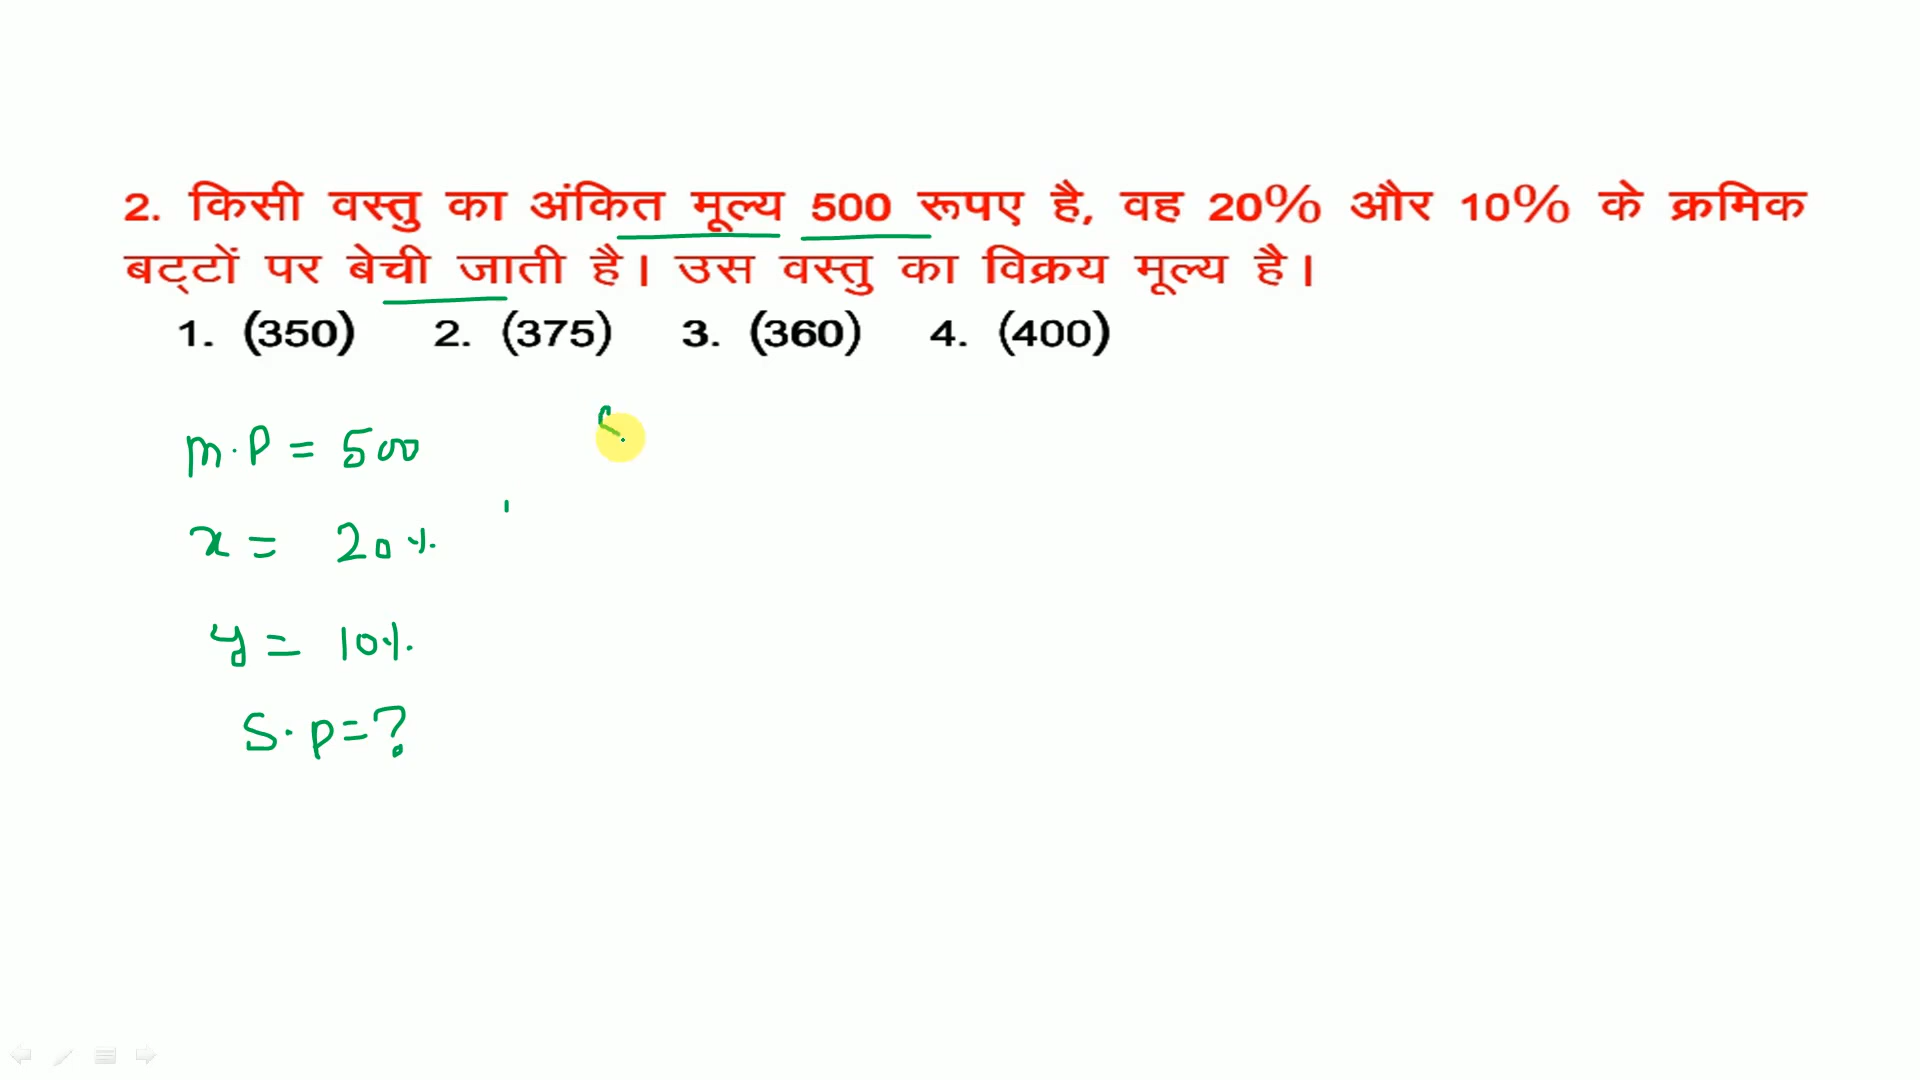 2. किसी वस्तु का अंकित मूल्य 500 रूपए है, वह 20% और 10% के क्रमिक
बट्टों पर बेची जाती है। उस वस्तु का विक्रय मूल्य है।
1. (350) 2. (375) 3. (360) 4. (400)
m.P = 500
x = 20%
y = 10%.
S.p=?